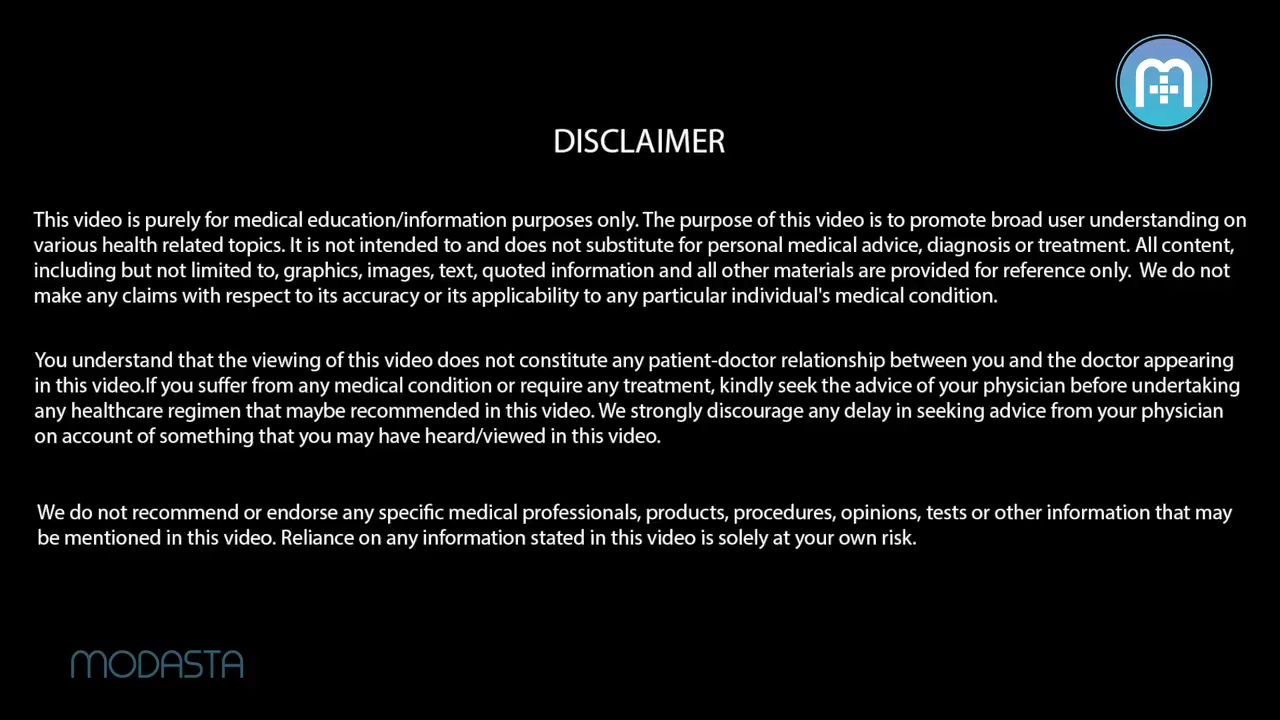 DISCLAIMER
This video is purely for medical education/information purposes only. The purpose of this video is to promote broad user understanding on
various health related topics. It is not intended to and does not substitute for personal medical advice, diagnosis or treatment. All content,
including but not limited to, graphics, images, text, quoted information and all other materials are provided for reference only.  We do not
make any claims with respect to its accuracy or its applicability to any particular individual's medical condition.
You understand that the viewing of this video does not constitute any patient-doctor relationship between you and the doctor appearing
in this video.If you suffer from any medical condition or require any treatment, kindly seek the advice of your physician before undertaking
any healthcare regimen that maybe recommended in this video. We strongly discourage any delay in seeking advice from your physician
on account of something that you may have heard/viewed in this video.
We do not recommend or endorse any specific medical professionals, products, procedures, opinions, tests or other information that may
be mentioned in this video. Reliance on any information stated in this video is solely at your own risk.
MODASTA